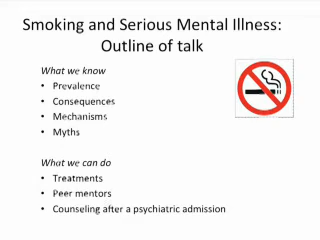 Smoking and Serious Mental Illness:
Outline of talk
What we know
• Prevalence
• Consequences
• Mechanisms
• Myths
What we can do
• Treatments
• Peer mentors
• Counseling after a psychiatric admission